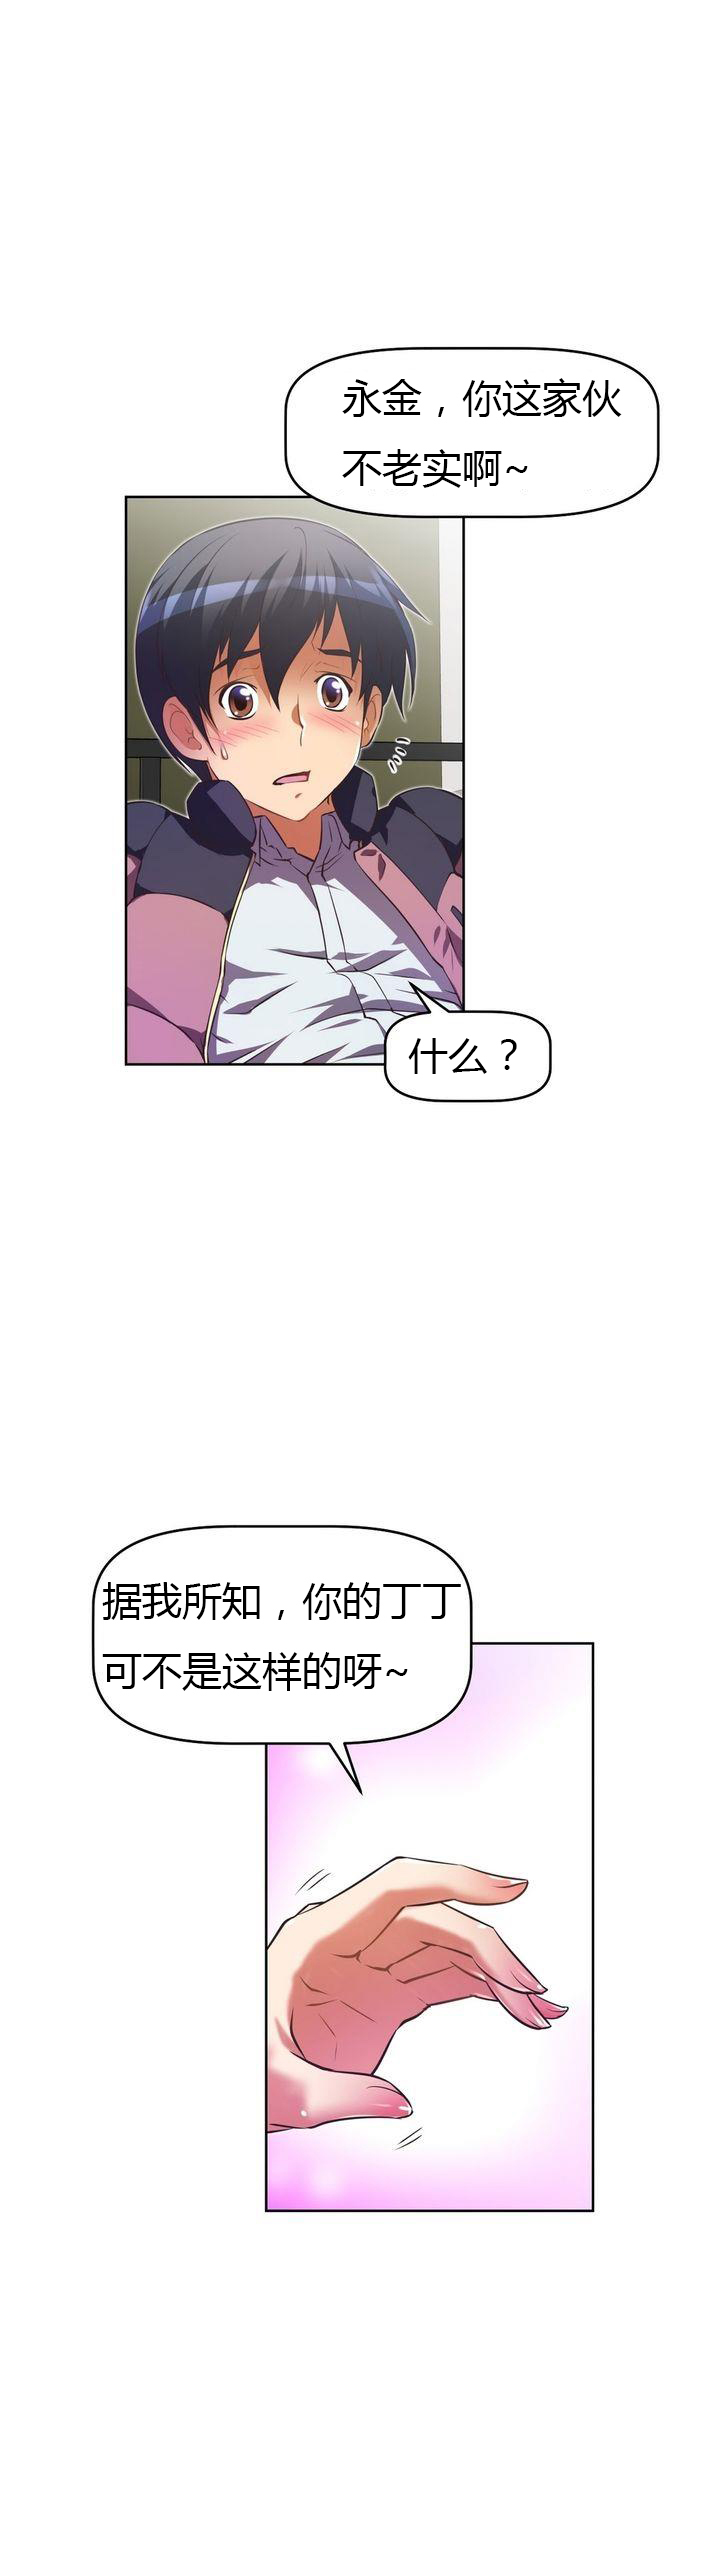 永金，你这家伙
不老实啊~
什么？
据我所知，你的丁丁
可不是这样的呀~